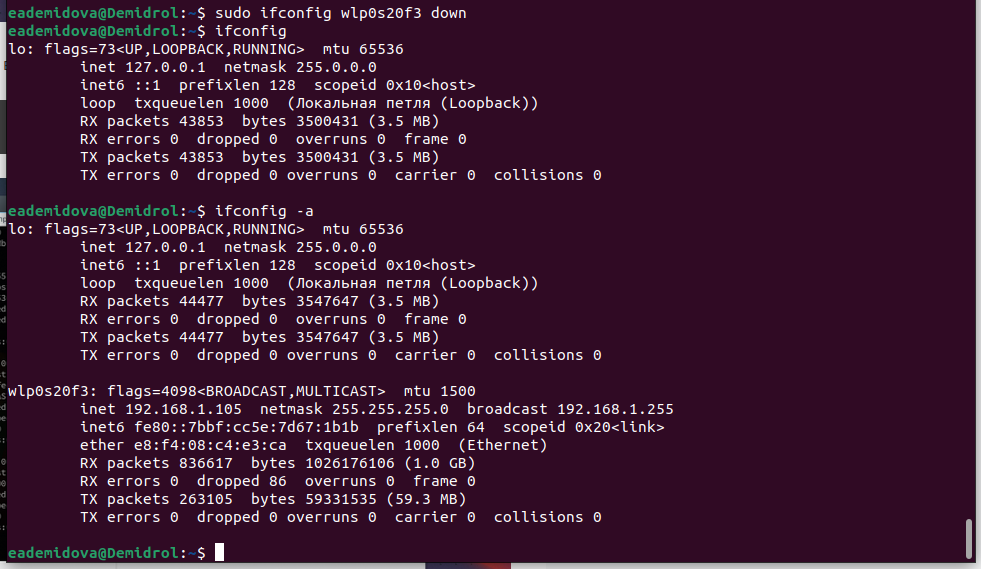 eademidova@Demidrol:~$ sudo ifconfig wlp0s20f3 down
eademidova@Demidrol:~$ ifconfig
lo: flags=73<UP,LOOPBACK,RUNNING>  mtu 65536
        inet 127.0.0.1  netmask 255.0.0.0
        inet6 ::1  prefixlen 128  scopeid 0x10<host>
        loop  txqueuelen 1000  (Локальная петля (Loopback))
        RX packets 43853  bytes 3500431 (3.5 MB)
        RX errors 0  dropped 0  overruns 0  frame 0
        TX packets 43853  bytes 3500431 (3.5 MB)
        TX errors 0  dropped 0 overruns 0  carrier 0  collisions 0
eademidova@Demidrol:~$ ifconfig -a
lo: flags=73<UP,LOOPBACK,RUNNING>  mtu 65536
        inet 127.0.0.1  netmask 255.0.0.0
        inet6 ::1  prefixlen 128  scopeid 0x10<host>
        loop  txqueuelen 1000  (Локальная петля (Loopback))
        RX packets 44477  bytes 3547647 (3.5 MB)
        RX errors 0  dropped 0  overruns 0  frame 0
        TX packets 44477  bytes 3547647 (3.5 MB)
        TX errors 0  dropped 0 overruns 0  carrier 0  collisions 0
wlp0s20f3: flags=4098<BROADCAST,MULTICAST>  mtu 1500
        inet 192.168.1.105  netmask 255.255.255.0  broadcast 192.168.1.255
        inet6 fe80::7bbf:cc5e:7d67:1b1b  prefixlen 64  scopeid 0x20<link>
        ether e8:f4:08:c4:e3:ca  txqueuelen 1000  (Ethernet)
        RX packets 836617  bytes 1026176106 (1.0 GB)
        RX errors 0  dropped 86  overruns 0  frame 0
        TX packets 263105  bytes 59331535 (59.3 MB)
        TX errors 0  dropped 0 overruns 0  carrier 0  collisions 0
eademidova@Demidrol:~$